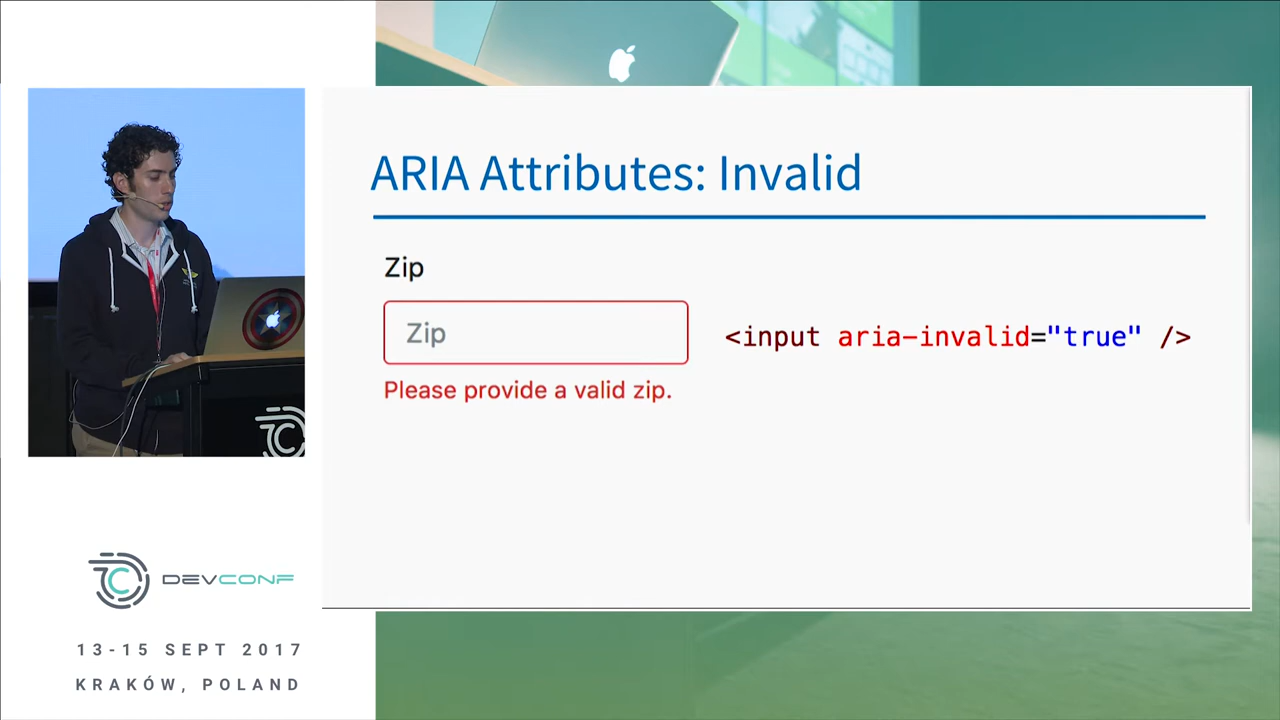 ARIA Attributes: Invalid
Zip
Zip
<input aria-invalid="true" />
Please provide a valid zip.
DEVCONF
13-15 SEPT 2017
KRAKÓW, POLAND